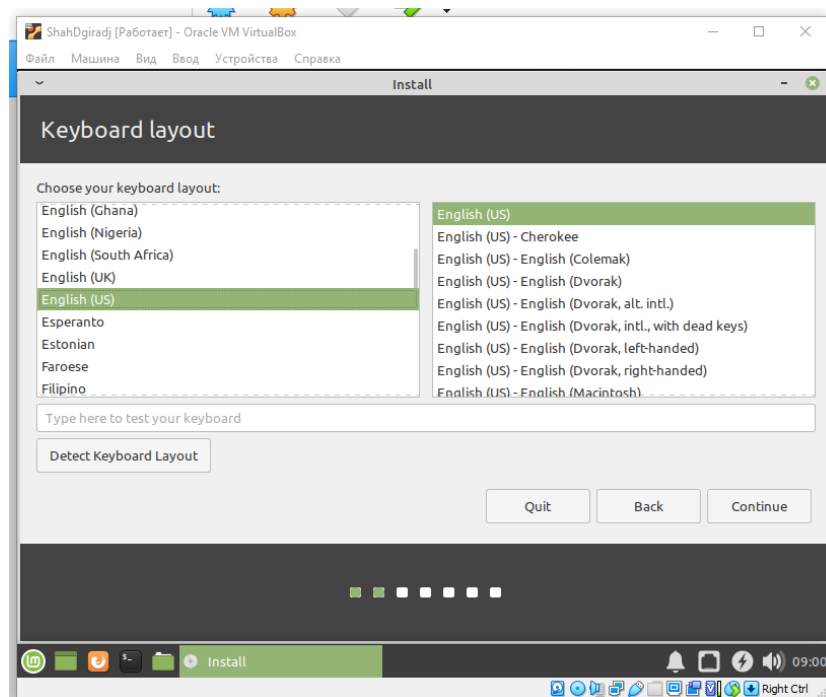 ShahDgiradj [Работает] - Oracle VM VirtualBox
Файл Машина Вид Ввод Устройства Справка
Install
Keyboard layout
Choose your keyboard layout:
English (Ghana)
English (Nigeria)
English (South Africa)
English (UK)
English (US)
Esperanto
Estonian
Faroese
Filipino
English (US)
English (US) - Cherokee
English (US) - English (Colemak)
English (US) - English (Dvorak)
English (US) - English (Dvorak, alt. intl.)
English (US) - English (Dvorak, intl., with dead keys)
English (US) - English (Dvorak, left-handed)
English (US) - English (Dvorak, right-handed)
English (US) - English (Macintosh)
Type here to test your keyboard
Detect Keyboard Layout
Quit Back Continue
Install 09:00
Right Ctrl